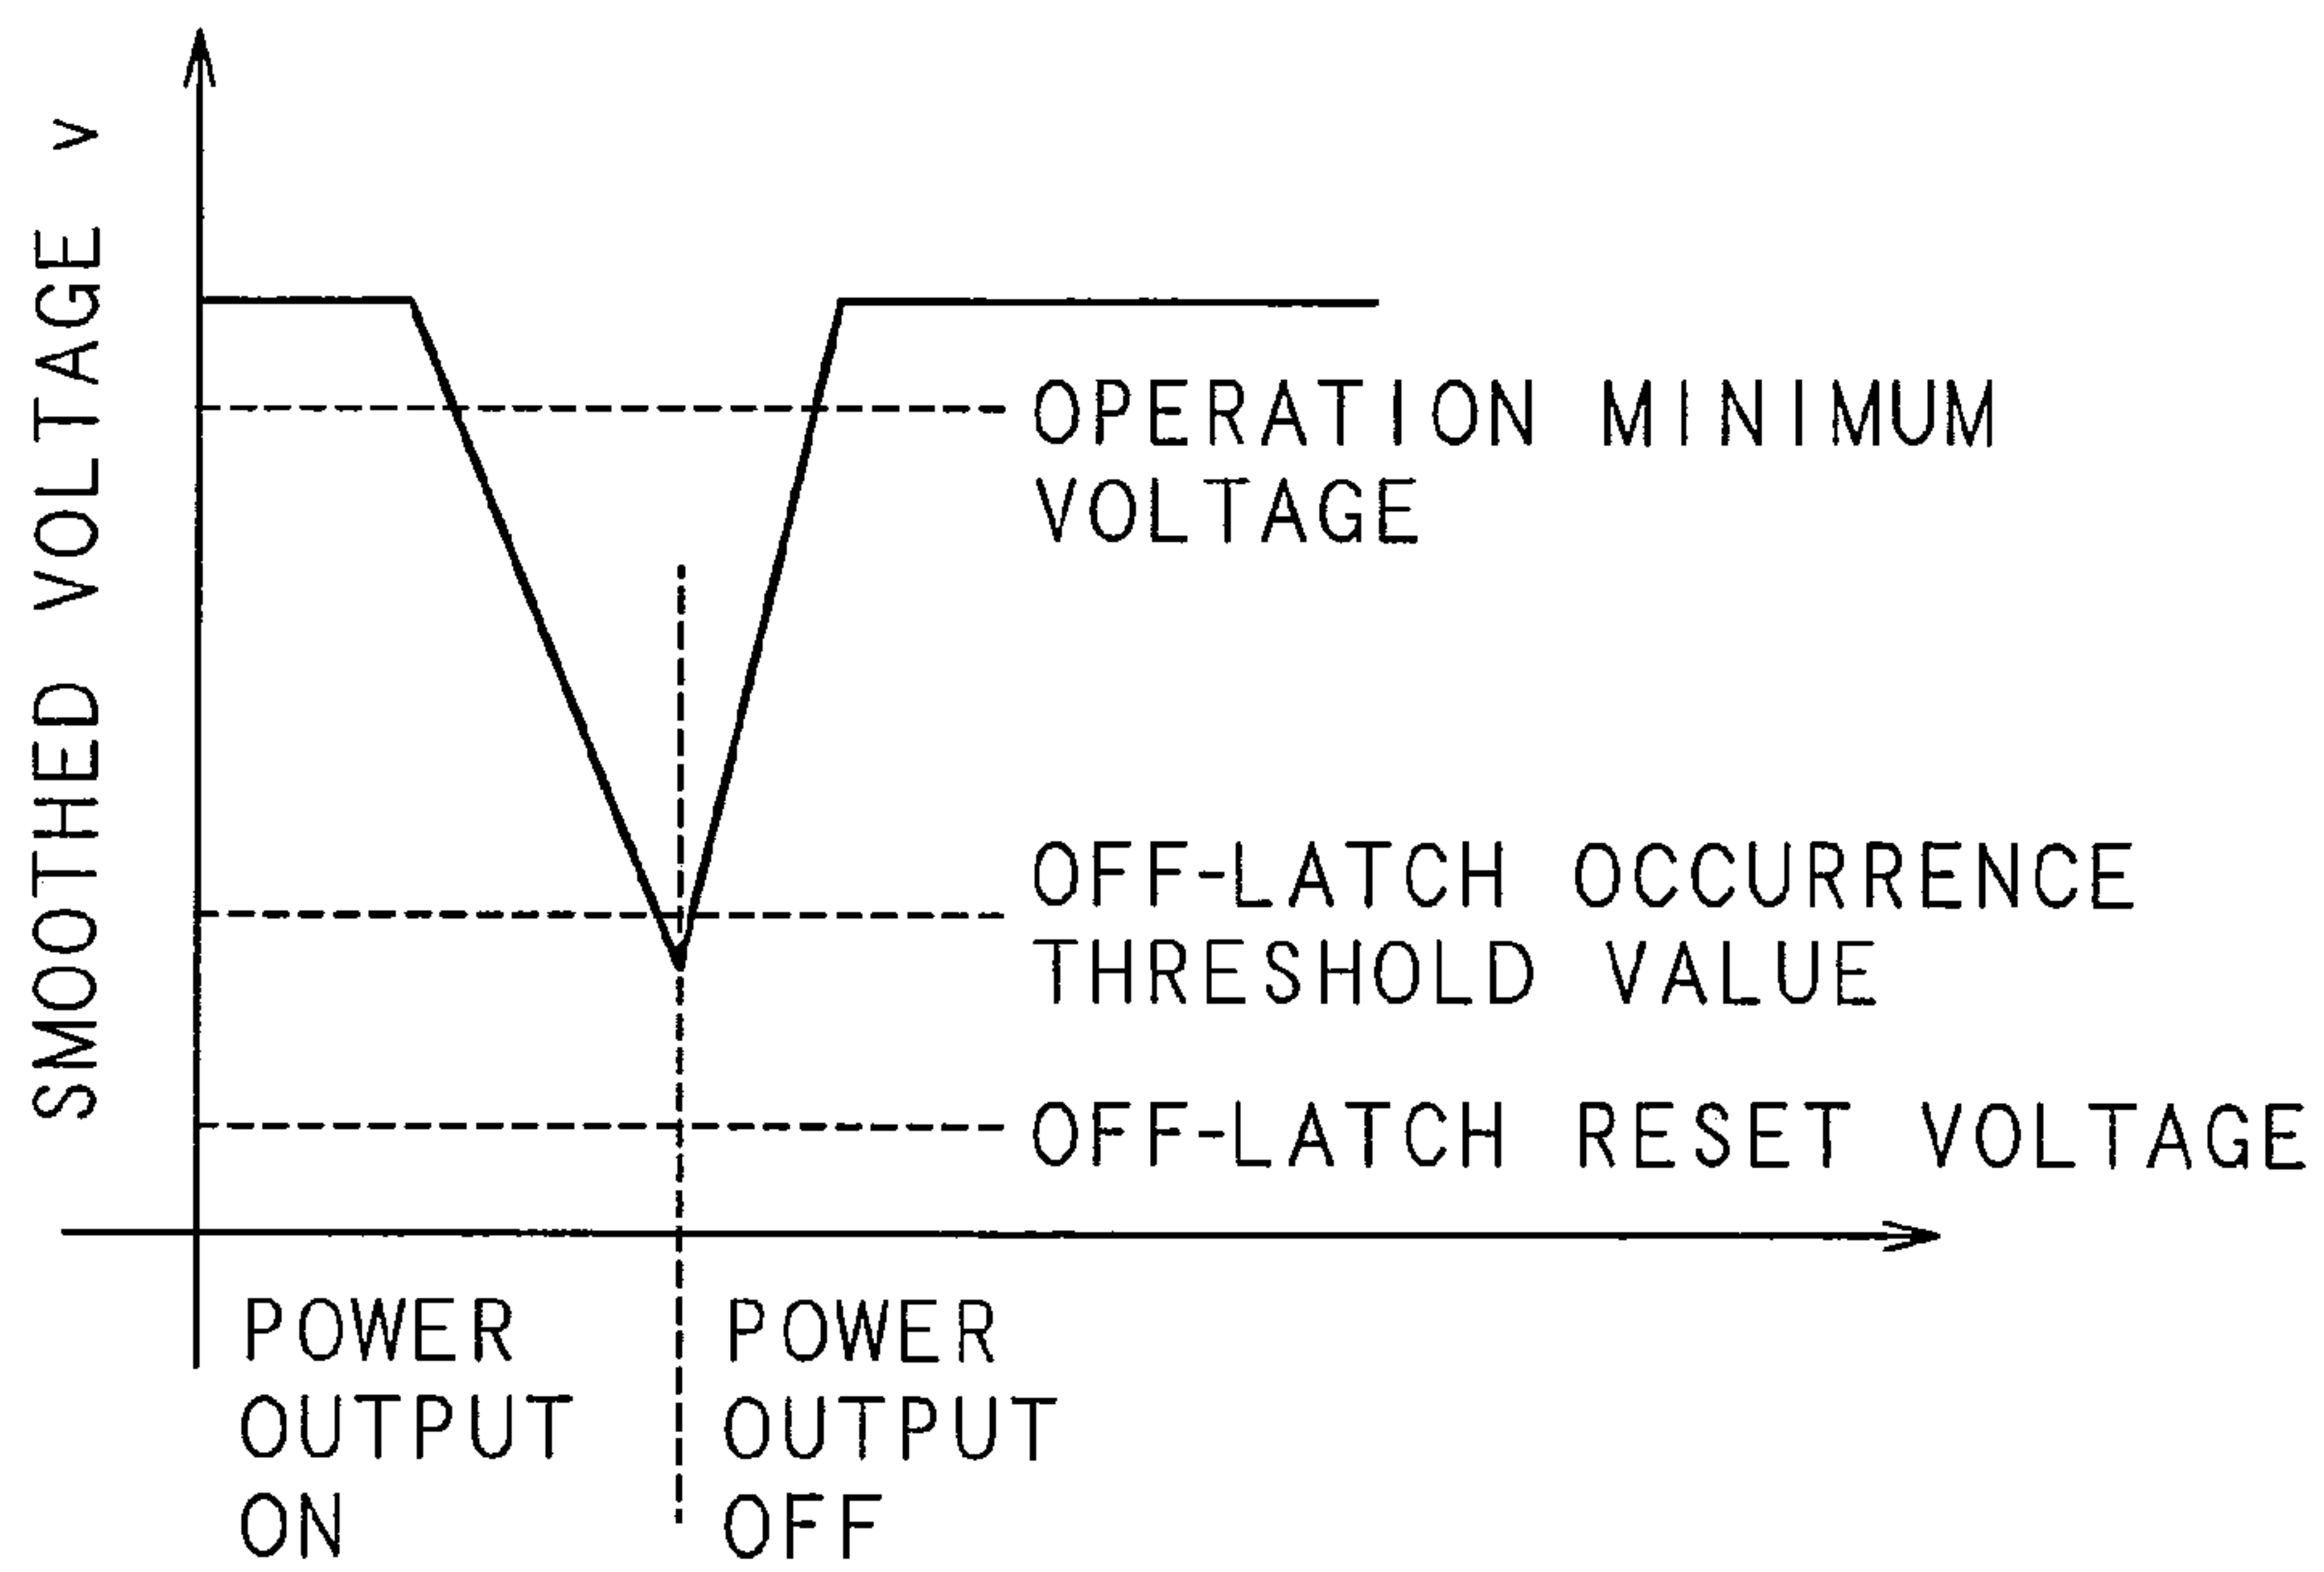 SMOOTHED VOLTAGE v
OPERATION MINIMUM
VOLTAGE
OFF-LATCH OCCURRENCE
THRESHOLD VALUE
OFF-LATCH RESET VOLTAGE
POWER
OUTPUT
ON
POWER
OUTPUT
OFF